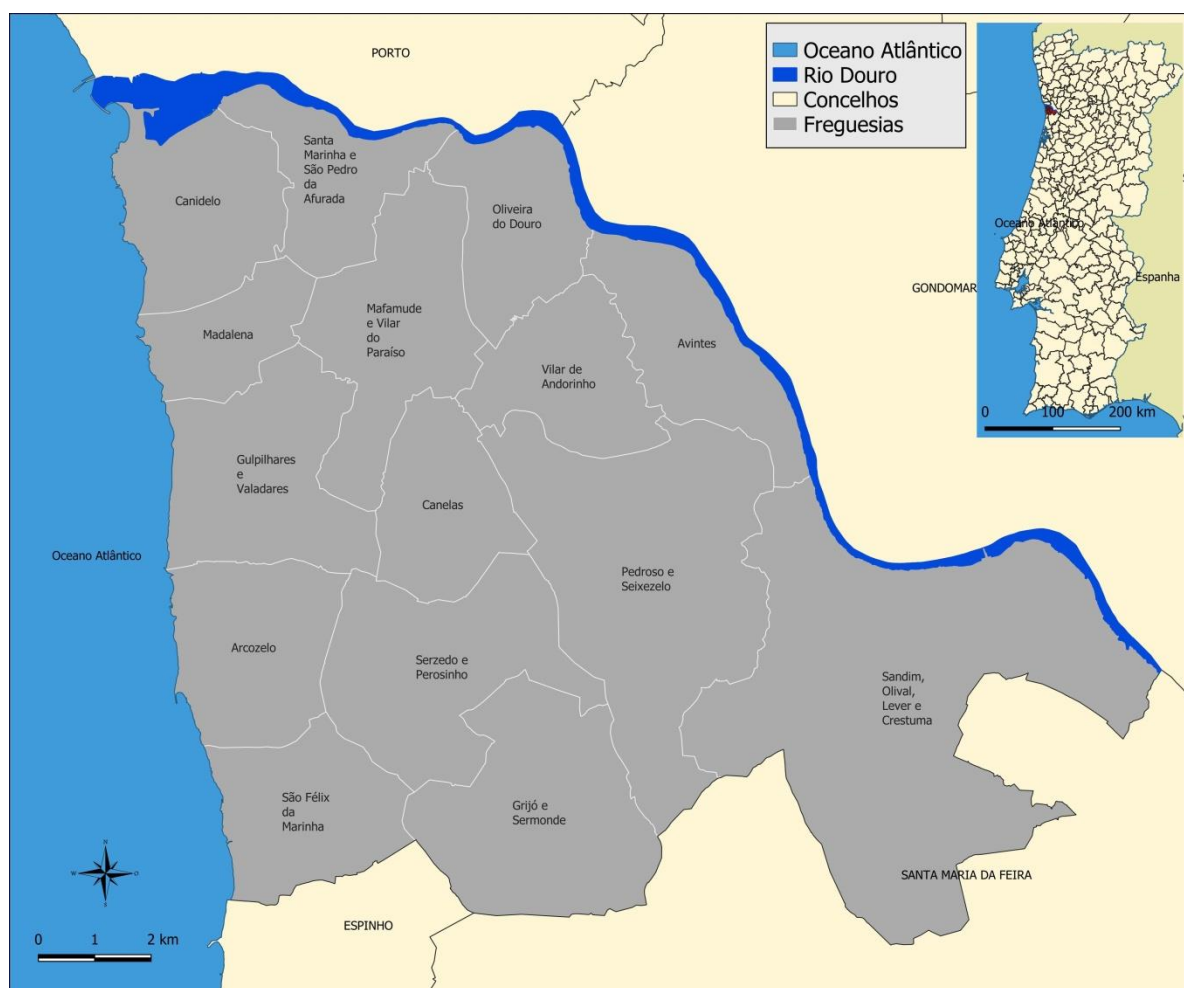 PORTO
Oceano Atlântico
Rio Douro
Concelhos
Freguesias
Santa
Marinha e
São Pedro
da
Afurada
Canidelo
Oliveira
do Douro
Oceano Atlântico
Espanha
GONDOMAR
Madalena
Mafamude
e Vilar
do
Paraíso
Avintes
Vilar de
Andorinho
0 100 200 km
Gulpilhares
e
Valadares
Canelas
Oceano Atlântico
Pedroso e
Seixezelo
Arcozelo
Serzedo e
Perosinho
Sandim,
Olival,
Lever e
Crestuma
São Félix
da
Marinha
Grijó e
Sermonde
N
W O
S
SANTA MARIA DA FEIRA
ESPINHO
0 1 2 km